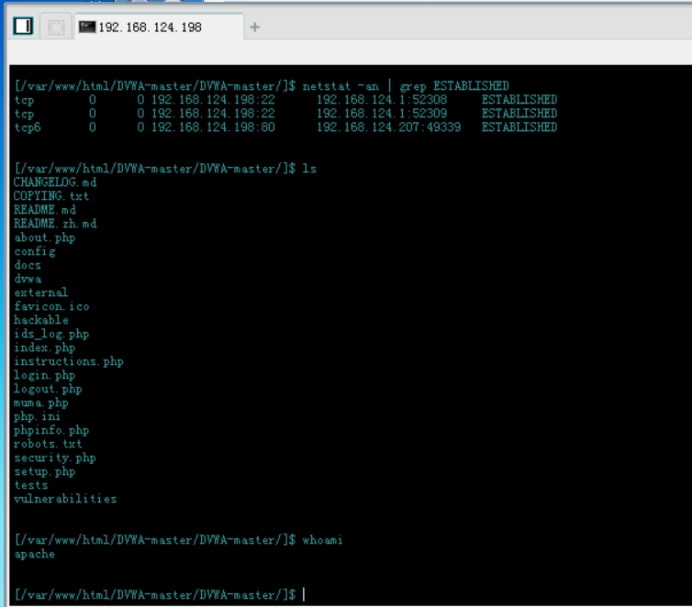 192.168.124.198
[/var/www/html/DVWA-master/DVWA-master/]$ netstat -an | grep ESTABLISHED
tcp 0 0 192.168.124.198:22 192.168.124.1:52308 ESTABLISHED
tcp 0 0 192.168.124.198:22 192.168.124.1:52309 ESTABLISHED
tcp6 0 0 192.168.124.198:80 192.168.124.207:49339 ESTABLISHED
[/var/www/html/DVWA-master/DVWA-master/]$ ls
CHANGELOG.md
COPYING.txt
README.md
README.zh.md
about.php
config
docs
dvwa
external
favicon.ico
hackable
ids_log.php
index.php
instructions.php
login.php
logout.php
muma.php
php.ini
phpinfo.php
robots.txt
security.php
setup.php
tests
vulnerabilities
[/var/www/html/DVWA-master/DVWA-master/]$ whoami
apache
[/var/www/html/DVWA-master/DVWA-master/]$